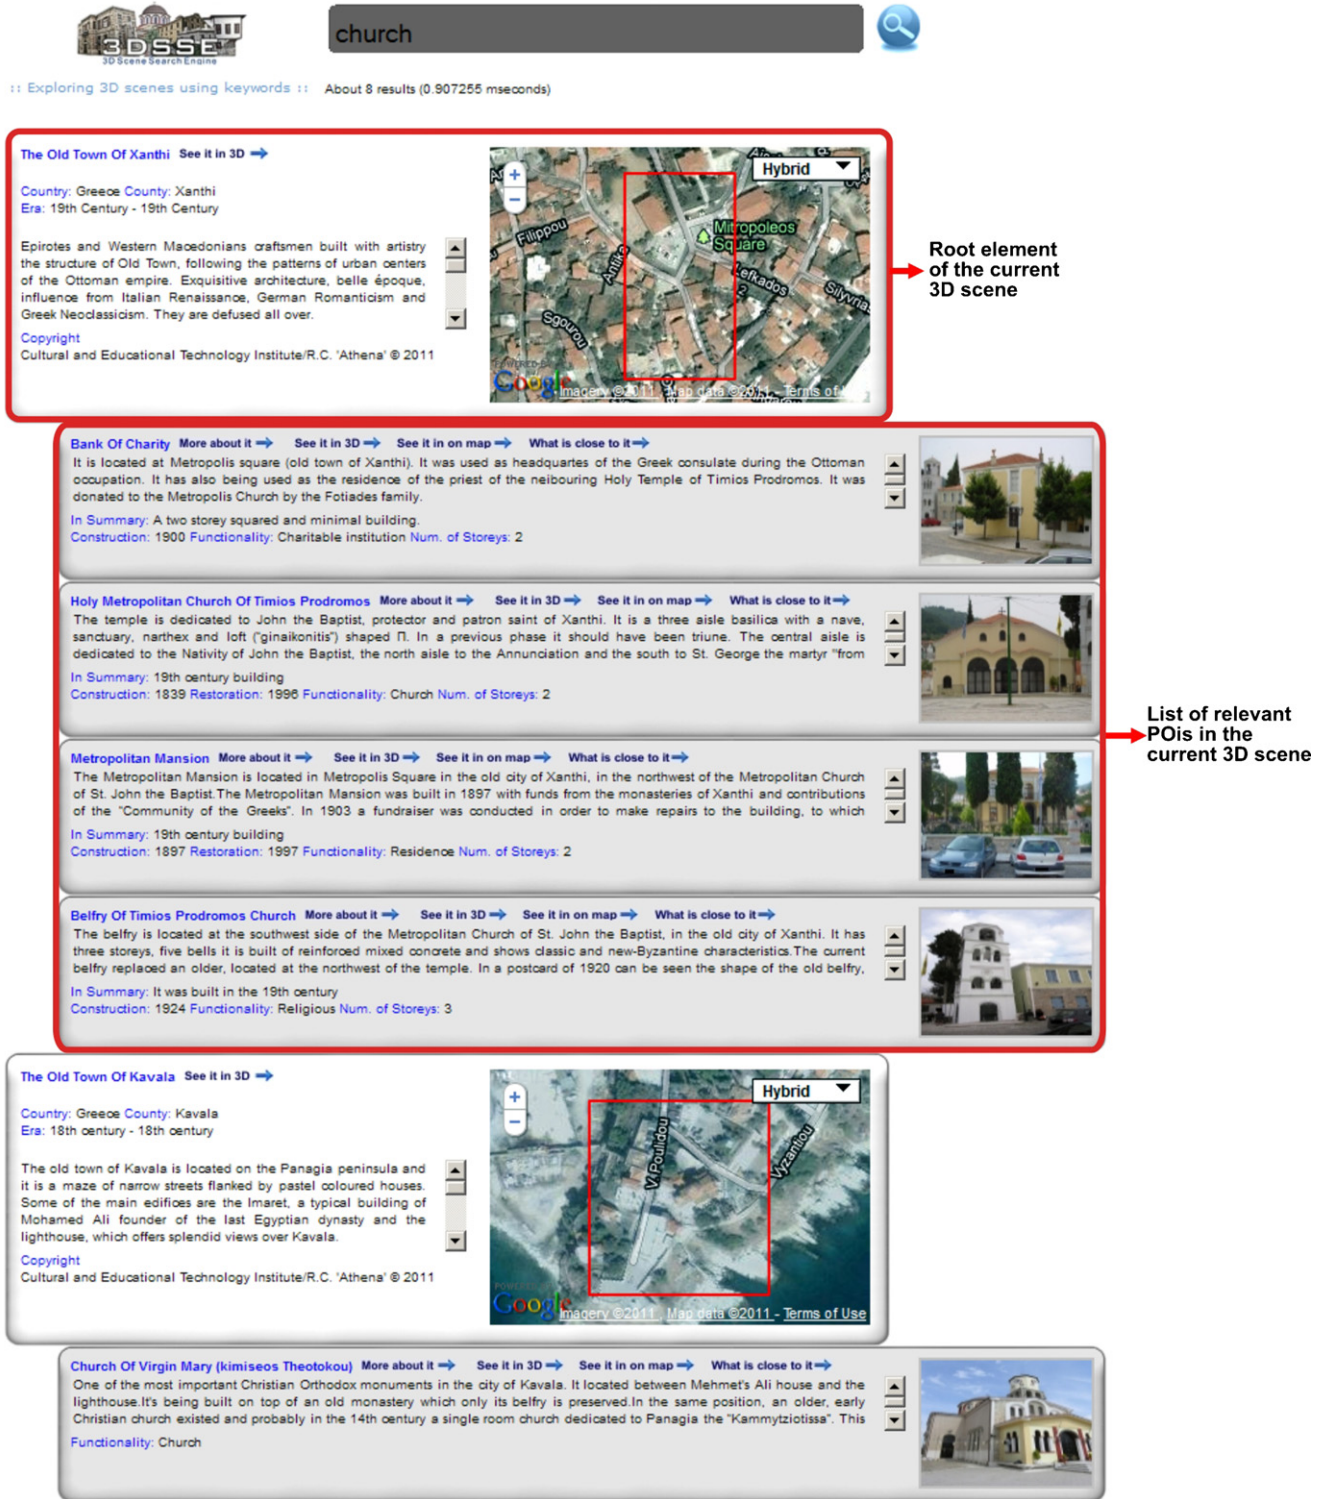 3DSSE
3D Scene Search Engine
church
:: Exploring 3D scenes using keywords :: About 8 results (0.907255 mseconds)
The Old Town Of Xanthi See it in 3D
Country: Greece County: Xanthi
Era: 19th Century - 19th Century
Epirotes and Western Macedonians craftsmen built with artistry
the structure of Old Town, following the patterns of urban centers
of the Ottoman empire. Exquisitive architecture, belle époque,
influence from Italian Renaissance, German Romanticism and
Greek Neoclassicism. They are defused all over.
Copyright
Cultural and Educational Technology Institute/R.C. 'Athena' © 2011
Hybrid
Filippou
Antika
Mitropoleos
Square
Lefkados
Silyvria
Sgourou
POWERED BY
Google
Imagery ©2011 , Map data ©2011 - Terms of U
Root element
of the current
3D scene
Bank Of Charity More about it See it in 3D See it in on map What is close to it
It is located at Metropolis square (old town of Xanthi). It was used as headquartes of the Greek consulate during the Ottoman
occupation. It has also being used as the residence of the priest of the neibouring Holy Temple of Timios Prodromos. It was
donated to the Metropolis Church by the Fotiades family.
In Summary: A two storey squared and minimal building.
Construction: 1900 Functionality: Charitable institution Num. of Storeys: 2
Holy Metropolitan Church Of Timios Prodromos More about it See it in 3D See it in on map What is close to it
The temple is dedicated to John the Baptist, protector and patron saint of Xanthi. It is a three aisle basilica with a nave,
sanctuary, narthex and loft ("ginaikonitis") shaped Π. In a previous phase it should have been triune. The central aisle is
dedicated to the Nativity of John the Baptist, the north aisle to the Annunciation and the south to St. George the martyr "from
In Summary: 19th century building
Construction: 1839 Restoration: 1996 Functionality: Church Num. of Storeys: 2
List of relevant
POis in the
current 3D scene
Metropolitan Mansion More about it See it in 3D See it in on map What is close to it
The Metropolitan Mansion is located in Metropolis Square in the old city of Xanthi, in the northwest of the Metropolitan Church
of St. John the Baptist.The Metropolitan Mansion was built in 1897 with funds from the monasteries of Xanthi and contributions
of the "Community of the Greeks". In 1903 a fundraiser was conducted in order to make repairs to the building, to which
In Summary: 19th century building
Construction: 1897 Restoration: 1997 Functionality: Residence Num. of Storeys: 2
Belfry Of Timios Prodromos Church More about it See it in 3D See it in on map What is close to it
The belfry is located at the southwest side of the Metropolitan Church of St. John the Baptist, in the old city of Xanthi. It has
three storeys, five bells it is built of reinforced mixed concrete and shows classic and new-Byzantine characteristics.The current
belfry replaced an older, located at the northwest of the temple. In a postcard of 1920 can be seen the shape of the old belfry,
In Summary: It was built in the 19th century
Construction: 1924 Functionality: Religious Num. of Storeys: 3
The Old Town Of Kavala See it in 3D
Country: Greece County: Kavala
Era: 18th century - 18th century
The old town of Kavala is located on the Panagia peninsula and
it is a maze of narrow streets flanked by pastel coloured houses.
Some of the main edifices are the Imaret, a typical building of
Mohamed Ali founder of the last Egyptian dynasty and the
lighthouse, which offers splendid views over Kavala.
Copyright
Cultural and Educational Technology Institute/R.C. 'Athena' © 2011
Hybrid
V. Poulidou
Vyzantiou
POWERED BY
Google
Imagery ©2011 , Map data ©2011 - Terms of Use
Church Of Virgin Mary (kimiseos Theotokou) More about it See it in 3D See it in on map What is close to it
One of the most important Christian Orthodox monuments in the city of Kavala. It located between Mehmet's Ali house and the
lighthouse.It's being built on top of an old monastery which only its belfry is preserved.In the same position, an older, early
Christian church existed and probably in the 14th century a single room church dedicated to Panagia the "Kammytziotissa". This
Functionality: Church